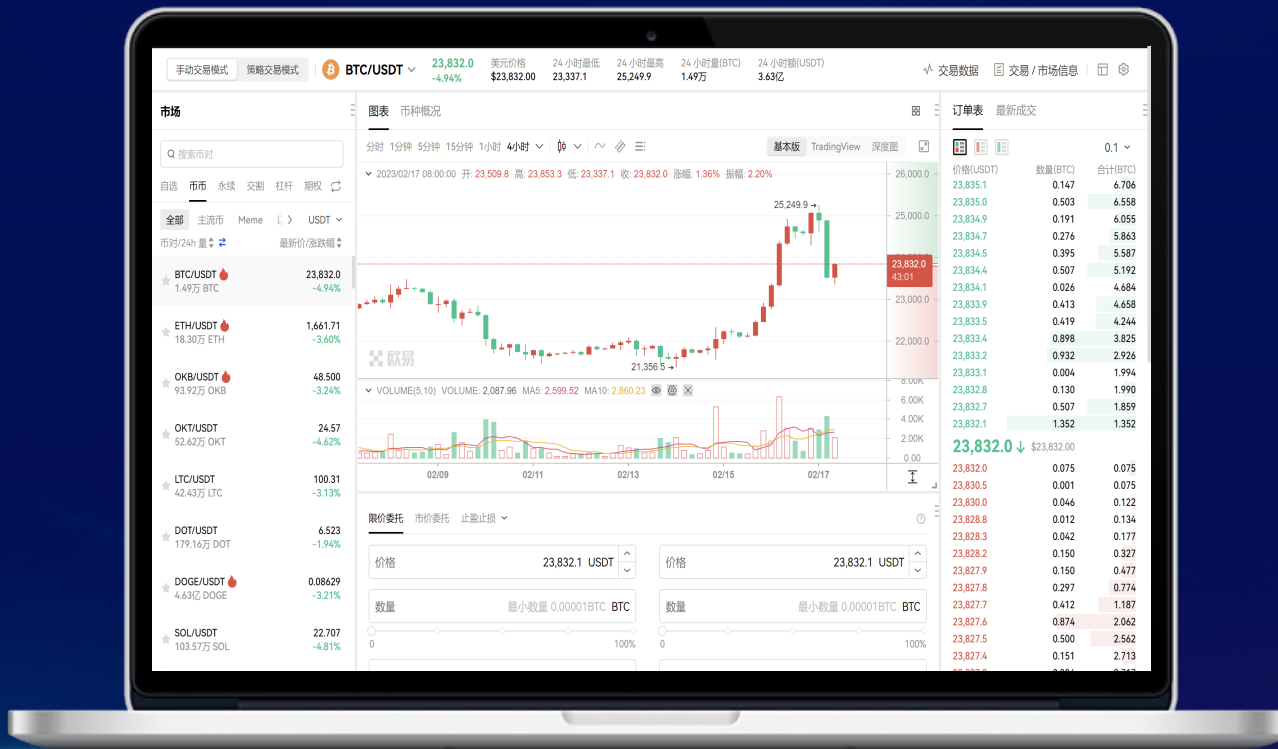 手动交易模式 策略交易模式 BTC/USDT 23,832.0 -4.94% 美元价格 $23,832.00 24 小时最低 23,337.1 24 小时最高 25,249.9 24 小时量(BTC) 1.49万 24 小时额(USDT) 3.63亿 交易数据 交易 / 市场信息
市场
搜索币对
自选 币币 永续 交割 杠杆 期权
全部 主流币 Meme USDT
币对/24h 量 最新价/涨跌幅
BTC/USDT 23,832.0
1.49万 BTC -4.94%
ETH/USDT 1,661.71
18.30万 ETH -3.60%
OKB/USDT 48.500
93.92万 OKB -3.24%
OKT/USDT 24.57
52.62万 OKT -4.62%
LTC/USDT 100.31
42.43万 LTC -3.13%
DOT/USDT 6.523
179.16万 DOT -1.94%
DOGE/USDT 0.08629
4.63亿 DOGE -3.21%
SOL/USDT 22.707
103.57万 SOL -4.81%
图表 币种概况
分时 1分钟 5分钟 15分钟 1小时 4小时 基本版 TradingView 深度图
2023/02/17 08:00:00 开: 23,509.8 高: 23,853.3 低: 23,337.1 收: 23,832.0 涨幅: 1.36% 振幅: 2.20%
26,000.0
25,249.9
25,000.0
23,832.0
43:01
23,000.0
22,000.0
欧易
21,356.5
VOLUME(5,10) VOLUME: 2,087.96 MA5: 2,599.52 MA10: 2,860.23
8.00K
6.00K
4.00K
2.00K
0.00
02/09 02/11 02/13 02/15 02/17
限价委托 市价委托 止盈止损
价格 23,832.1 USDT 价格 23,832.1 USDT
数量 最小数量 0.00001BTC BTC 数量 最小数量 0.00001BTC BTC
0 100% 0 100%
订单表 最新成交
0.1
价格(USDT) 数量(BTC) 合计(BTC)
23,835.1 0.147 6.706
23,835.0 0.503 6.558
23,834.9 0.191 6.055
23,834.7 0.276 5.863
23,834.5 0.395 5.587
23,834.4 0.507 5.192
23,834.1 0.026 4.684
23,833.9 0.413 4.658
23,833.5 0.419 4.244
23,833.4 0.898 3.825
23,833.2 0.932 2.926
23,833.1 0.004 1.994
23,832.8 0.130 1.990
23,832.7 0.507 1.859
23,832.1 1.352 1.352
23,832.0 $23,832.00
23,832.0 0.075 0.075
23,830.5 0.001 0.075
23,830.0 0.046 0.122
23,828.8 0.012 0.134
23,828.3 0.042 0.177
23,828.2 0.150 0.327
23,827.9 0.150 0.477
23,827.8 0.297 0.774
23,827.7 0.412 1.187
23,827.6 0.874 2.062
23,827.5 0.500 2.562
23,827.4 0.151 2.713